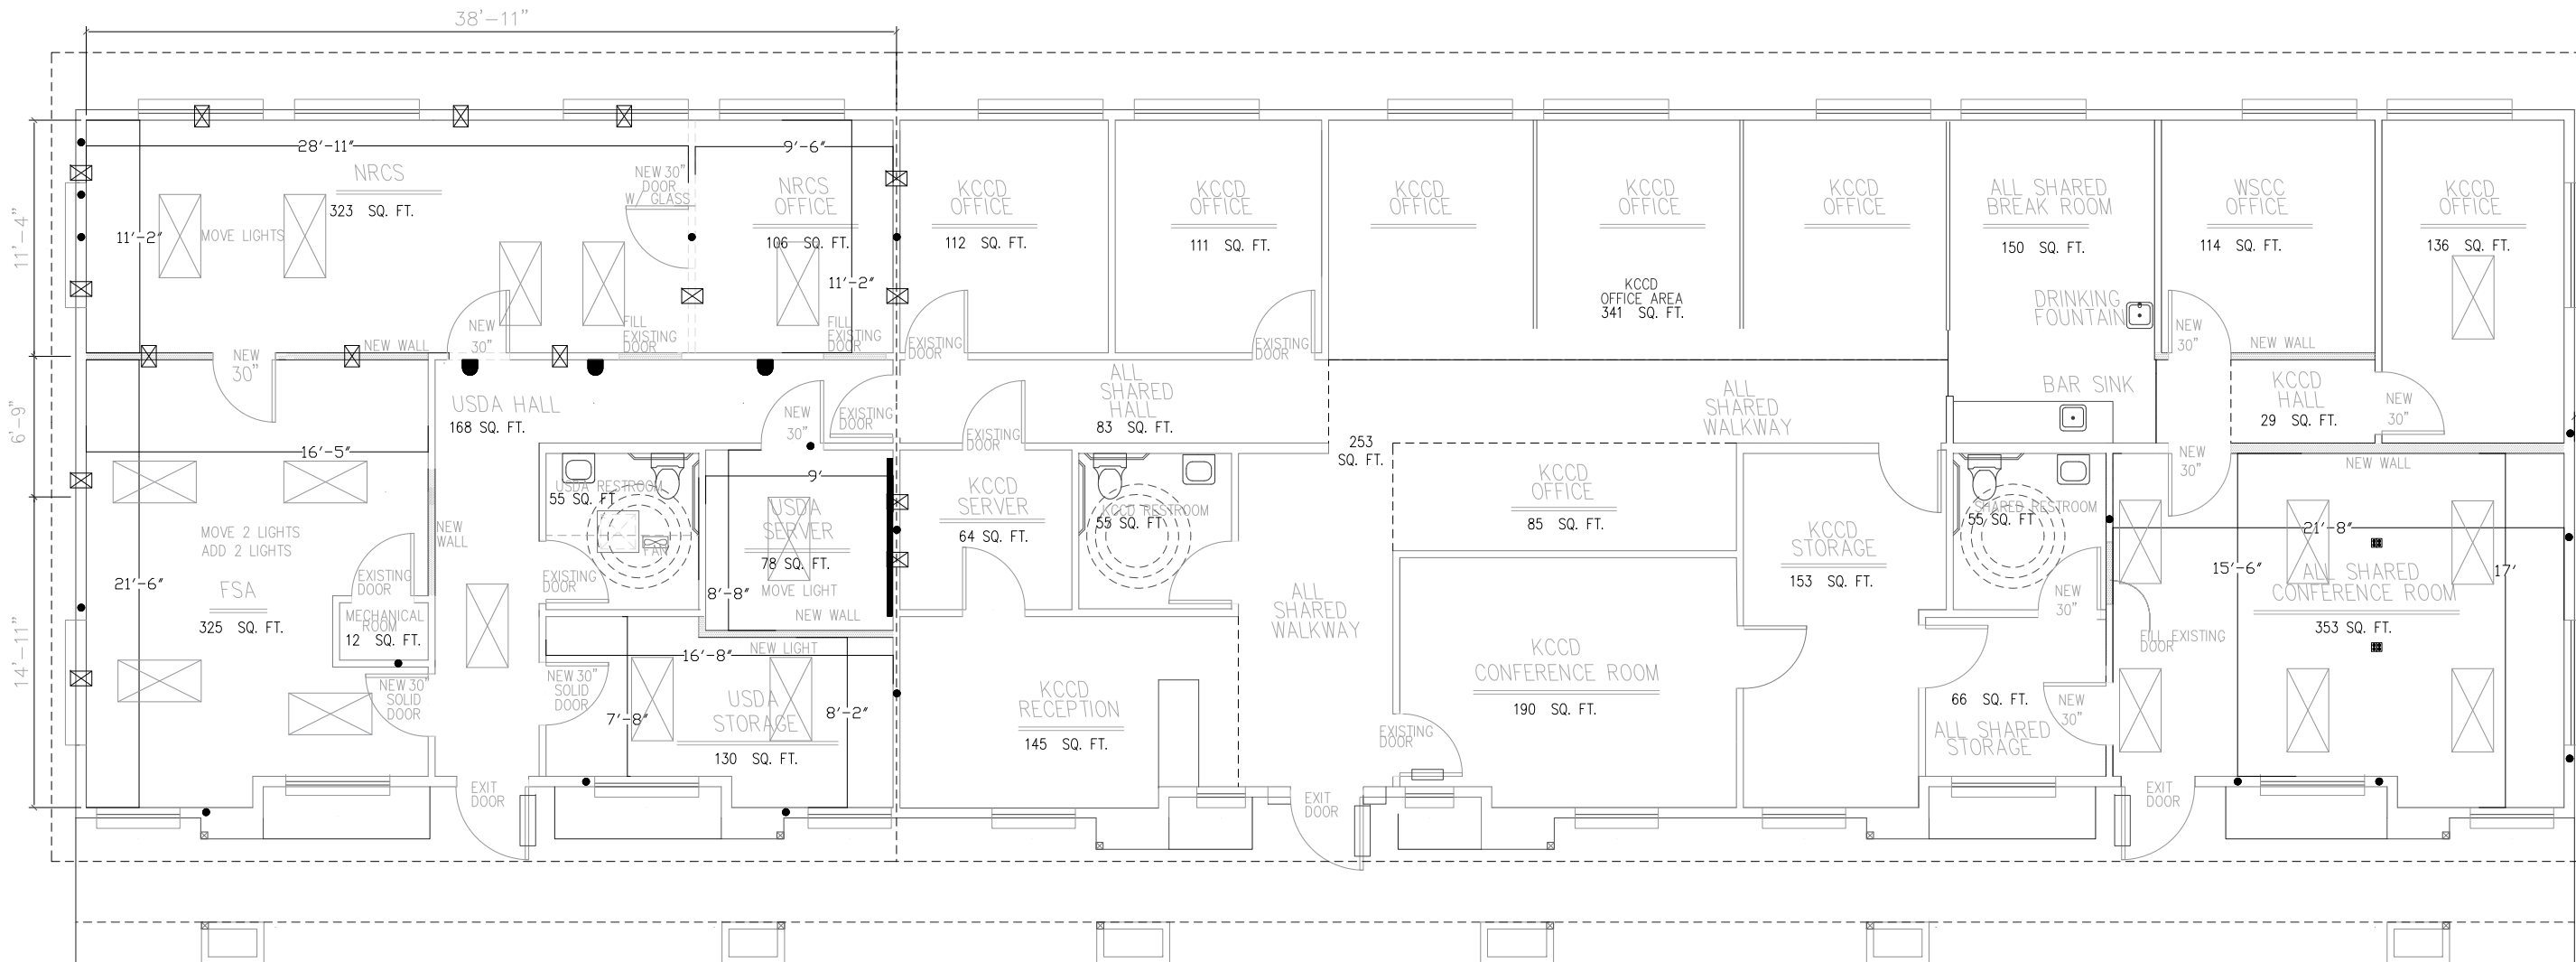 38'-11"
28'-11"
9'-6"
11'-4"
6'-9"
14'-11"
NRCS
323 SQ. FT.
MOVE LIGHTS
11'-2"
NEW 30"
DOOR
W/ GLASS
NRCS
OFFICE
106 SQ. FT.
11'-2"
NEW
30"
FILL
EXISTING
DOOR
FILL
EXISTING
DOOR
NEW WALL
NEW
30"
KCCD
OFFICE
112 SQ. FT.
EXISTING
DOOR
KCCD
OFFICE
111 SQ. FT.
EXISTING
DOOR
KCCD
OFFICE
KCCD
OFFICE
KCCD
OFFICE AREA
341 SQ. FT.
KCCD
OFFICE
ALL SHARED
BREAK ROOM
150 SQ. FT.
DRINKING
FOUNTAIN
BAR SINK
WSCC
OFFICE
114 SQ. FT.
NEW
30"
NEW WALL
KCCD
OFFICE
136 SQ. FT.
KCCD
HALL
29 SQ. FT.
NEW
30"
NEW
30"
NEW WALL
USDA HALL
168 SQ. FT.
NEW
30"
EXISTING
DOOR
EXISTING
DOOR
ALL
SHARED
HALL
83 SQ. FT.
253
SQ. FT.
ALL
SHARED
WALKWAY
16'-5"
MOVE 2 LIGHTS
ADD 2 LIGHTS
FSA
325 SQ. FT.
21'-6"
EXISTING
DOOR
MECHANICAL
ROOM
12 SQ. FT.
NEW
WALL
NEW 30"
SOLID
DOOR
USDA RESTROOM
55 SQ. FT
FAN
EXISTING
DOOR
9'
USDA
SERVER
78 SQ. FT.
MOVE LIGHT
8'-8"
NEW WALL
NEW LIGHT
16'-8"
NEW 30"
SOLID
DOOR
7'-8"
USDA
STORAGE
130 SQ. FT.
8'-2"
EXIT
DOOR
KCCD
SERVER
64 SQ. FT.
KCCD RESTROOM
55 SQ. FT
KCCD
RECEPTION
145 SQ. FT.
ALL
SHARED
WALKWAY
EXIT
DOOR
KCCD
OFFICE
85 SQ. FT.
KCCD
CONFERENCE ROOM
190 SQ. FT.
EXISTING
DOOR
KCCD
STORAGE
153 SQ. FT.
SHARED RESTROOM
55 SQ. FT
NEW
30"
66 SQ. FT.
ALL SHARED
STORAGE
NEW
30"
FILL EXISTING
DOOR
21'-8"
15'-6"
17'
ALL SHARED
CONFERENCE ROOM
353 SQ. FT.
EXIT
DOOR